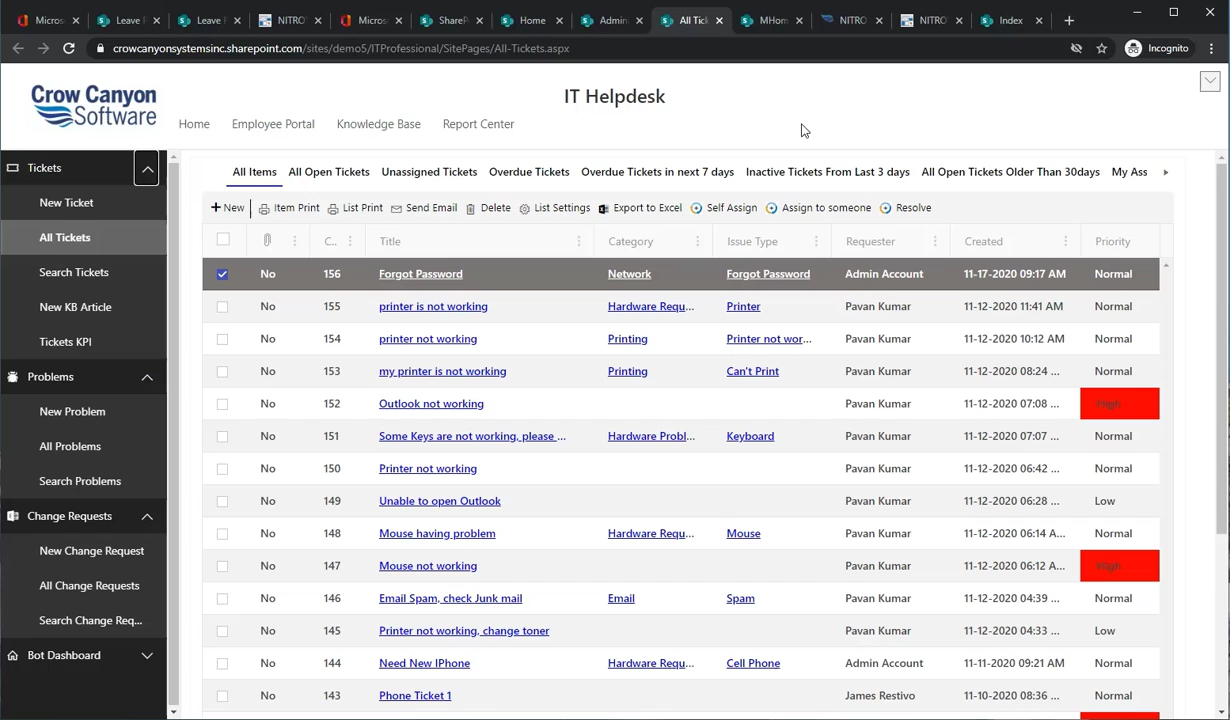 Micros
Leave F
Leave F
NITRO
Micros
ShareP
Home
Admin
All Tick
MHom
NITRO
NITRO
Index
crowcanyonsystemsinc.sharepoint.com/sites/demo5/ITProfessional/SitePages/All-Tickets.aspx
Incognito
Crow Canyon
Software
IT Helpdesk
Home Employee Portal Knowledge Base Report Center
Tickets
New Ticket
All Tickets
Search Tickets
New KB Article
Tickets KPI
Problems
New Problem
All Problems
Search Problems
Change Requests
New Change Request
All Change Requests
Search Change Req...
Bot Dashboard
All Items All Open Tickets Unassigned Tickets Overdue Tickets Overdue Tickets in next 7 days Inactive Tickets From Last 3 days All Open Tickets Older Than 30days My Ass
New Item Print List Print Send Email Delete List Settings Export to Excel Self Assign Assign to someone Resolve
C... Title Category Issue Type Requester Created Priority
No 156 Forgot Password Network Forgot Password Admin Account 11-17-2020 09:17 AM Normal
No 155 printer is not working Hardware Requ... Printer Pavan Kumar 11-12-2020 11:41 AM Normal
No 154 printer not working Printing Printer not wor... Pavan Kumar 11-12-2020 10:12 AM Normal
No 153 my printer is not working Printing Can't Print Pavan Kumar 11-12-2020 08:24 ... Normal
No 152 Outlook not working Pavan Kumar 11-12-2020 07:08 ... High
No 151 Some Keys are not working, please ... Hardware Probl... Keyboard Pavan Kumar 11-12-2020 07:07 ... Normal
No 150 Printer not working Pavan Kumar 11-12-2020 06:42 ... Normal
No 149 Unable to open Outlook Pavan Kumar 11-12-2020 06:28 ... Low
No 148 Mouse having problem Hardware Requ... Mouse Pavan Kumar 11-12-2020 06:14 A... Normal
No 147 Mouse not working Pavan Kumar 11-12-2020 06:12 A... High
No 146 Email Spam, check Junk mail Email Spam Pavan Kumar 11-12-2020 04:39 ... Normal
No 145 Printer not working, change toner Pavan Kumar 11-12-2020 04:33 ... Low
No 144 Need New IPhone Hardware Requ... Cell Phone Admin Account 11-11-2020 09:21 AM Normal
No 143 Phone Ticket 1 James Restivo 11-10-2020 08:36 ... Normal